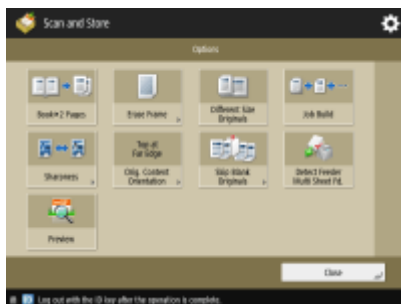 Scan and Store
Options
Book➔2 Pages
Erase Frame
Different Size
Originals
Job Build
Sharpness
Top at
Far Edge
Orig. Content
Orientation
Skip Blank
Originals
Detect Feeder
Multi Sheet Fd.
Preview
Close
Log out with the ID key after the operation is complete.